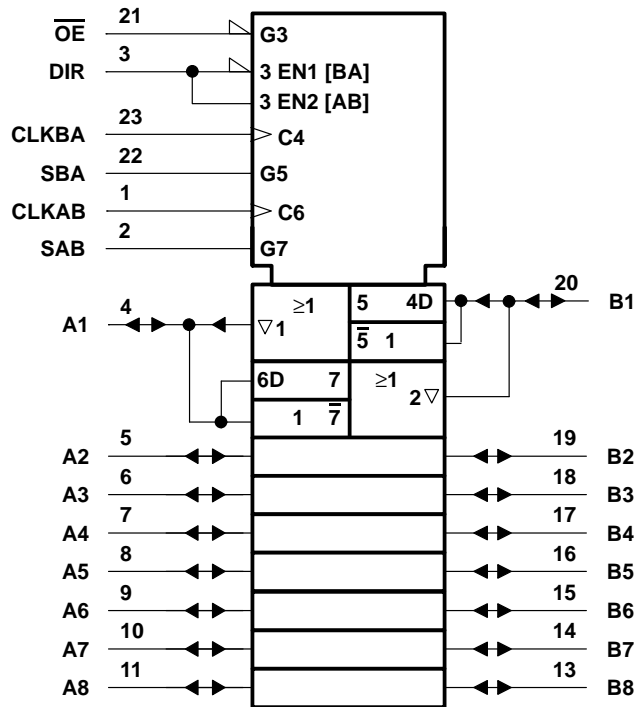 21
OE G3
3
DIR 3 EN1 [BA]
3 EN2 [AB]
23
CLKBA C4
22
SBA G5
1
CLKAB C6
2
SAB G7
4 ≥1 5 4D 20
A1 ▽1 5̅ 1 B1
6D 7 ≥1
1 7̅ 2▽
5 19
A2 B2
6 18
A3 B3
7 17
A4 B4
8 16
A5 B5
9 15
A6 B6
10 14
A7 B7
11 13
A8 B8